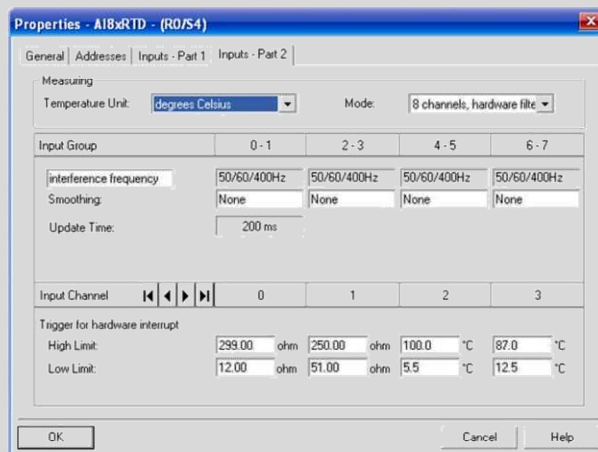 Properties - AI8xRTD - (R0/S4)
General Addresses Inputs - Part 1 Inputs - Part 2
Measuring
Temperature Unit: degrees Celsius Mode: 8 channels, hardware filte
Input Group 0 - 1 2 - 3 4 - 5 6 - 7
interference frequency 50/60/400Hz 50/60/400Hz 50/60/400Hz 50/60/400Hz
Smoothing: None None None None
Update Time: 200 ms
Input Channel 0 1 2 3
Trigger for hardware interrupt
High Limit: 299.00 ohm 250.00 ohm 100.0 °C 87.0 °C
Low Limit: 12.00 ohm 51.00 ohm 5.5 °C 12.5 °C
OK Cancel Help